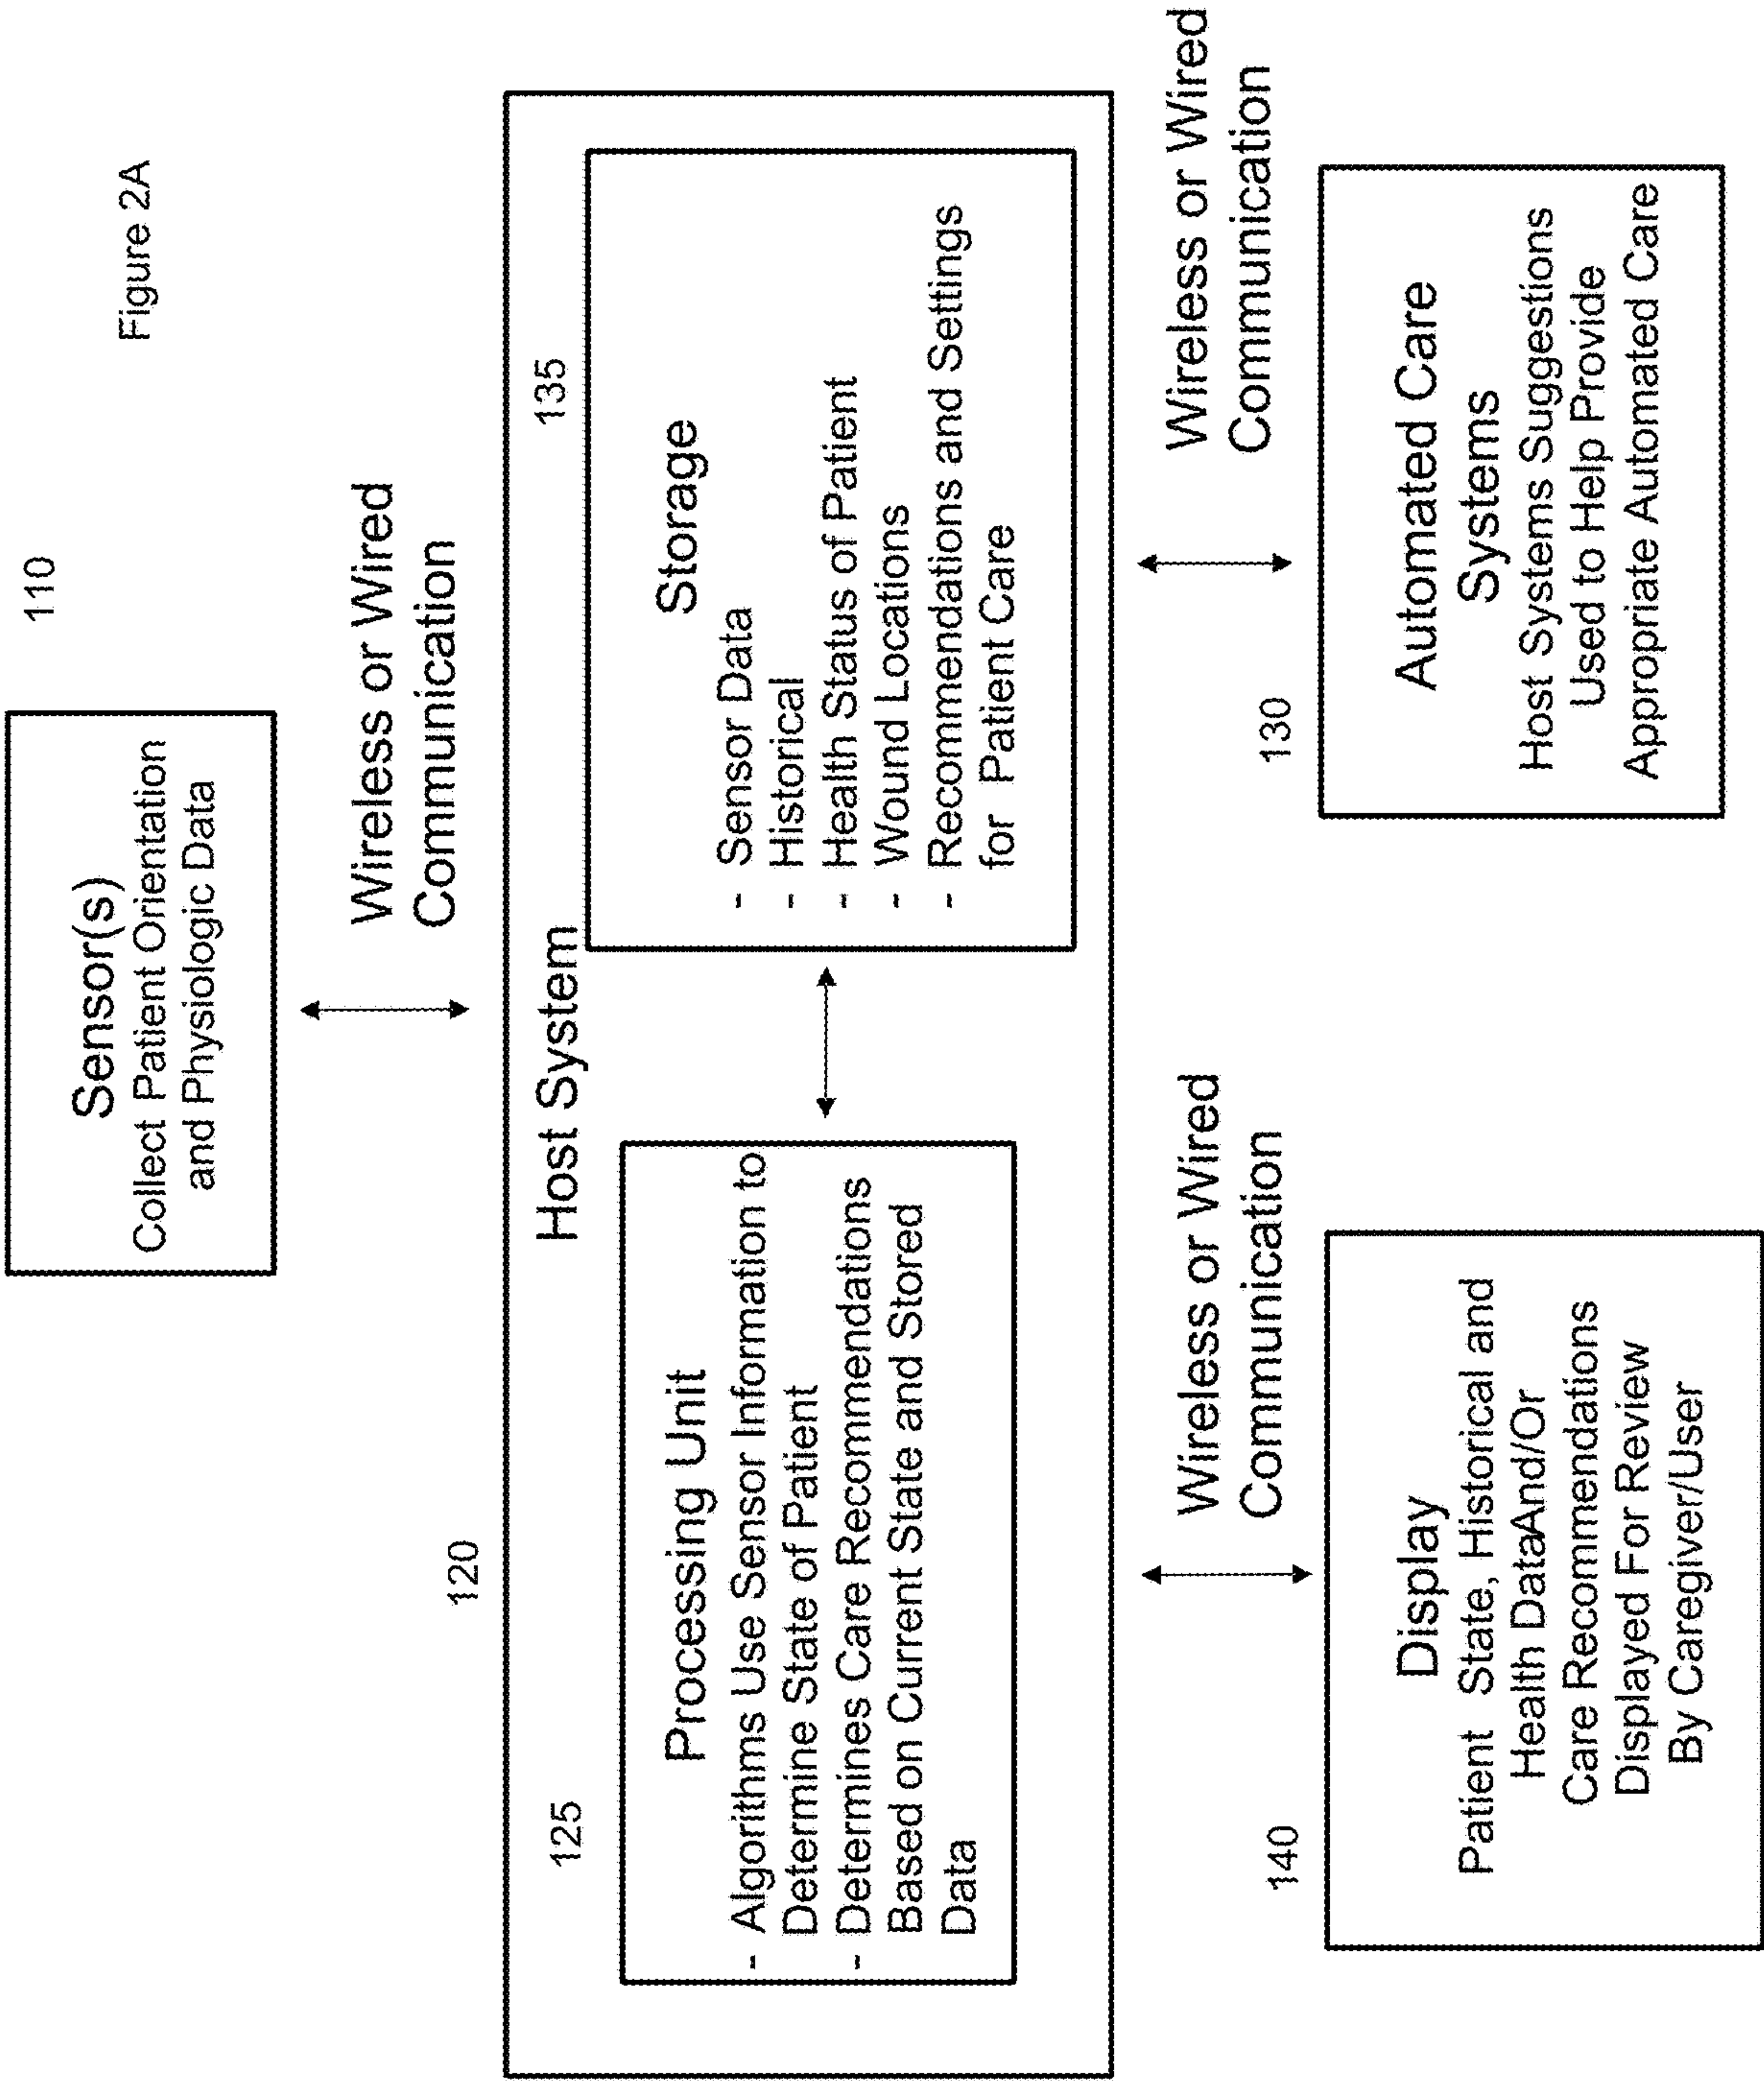 Figure 2A
110
Sensor(s)
Collect Patient Orientation
and Physiologic Data
Wireless or Wired
Communication
120
Host System
125
Processing Unit
- Algorithms Use Sensor Information to
Determine State of Patient
- Determines Care Recommendations
Based on Current State and Stored
Data
135
Storage
- Sensor Data
- Historical
- Health Status of Patient
- Wound Locations
- Recommendations and Settings
for Patient Care
Wireless or Wired
Communication
Wireless or Wired
Communication
140
Display
Patient State, Historical and
Health DataAnd/Or
Care Recommendations
Displayed For Review
By Caregiver/User
130
Automated Care
Systems
Host Systems Suggestions
Used to Help Provide
Appropriate Automated Care